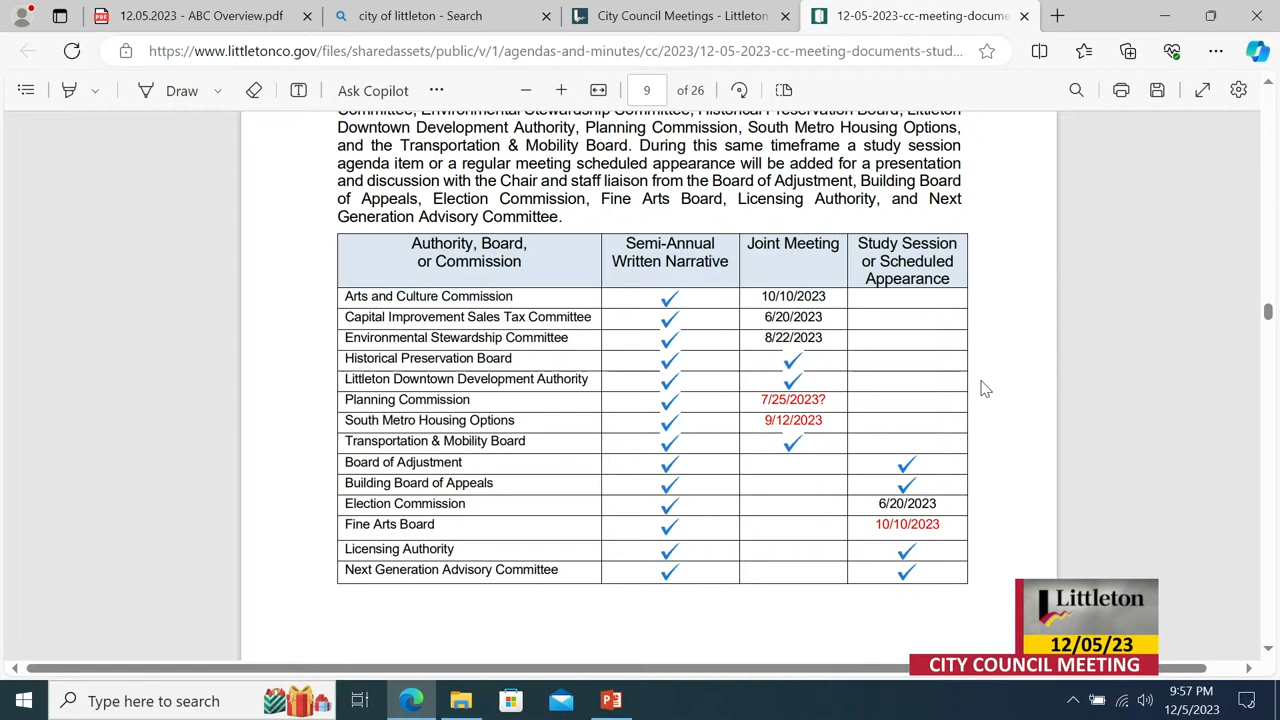 12.05.2023 - ABC Overview.pdf
city of littleton - Search
City Council Meetings - Littleton
12-05-2023-cc-meeting-docume
https://www.littletonco.gov/files/sharedassets/public/v/1/agendas-and-minutes/cc/2023/12-05-2023-cc-meeting-documents-stud...
Draw
Ask Copilot
9 of 26
Committee, Environmental Stewardship Committee, Historical Preservation Board, Littleton
Downtown Development Authority, Planning Commission, South Metro Housing Options,
and the Transportation & Mobility Board. During this same timeframe a study session
agenda item or a regular meeting scheduled appearance will be added for a presentation
and discussion with the Chair and staff liaison from the Board of Adjustment, Building Board
of Appeals, Election Commission, Fine Arts Board, Licensing Authority, and Next
Generation Advisory Committee.
Authority, Board,
or Commission
Semi-Annual
Written Narrative
Joint Meeting
Study Session
or Scheduled
Appearance
Arts and Culture Commission 10/10/2023
Capital Improvement Sales Tax Committee 6/20/2023
Environmental Stewardship Committee 8/22/2023
Historical Preservation Board
Littleton Downtown Development Authority
Planning Commission 7/25/2023?
South Metro Housing Options 9/12/2023
Transportation & Mobility Board
Board of Adjustment
Building Board of Appeals
Election Commission 6/20/2023
Fine Arts Board 10/10/2023
Licensing Authority
Next Generation Advisory Committee
Littleton
12/05/23
CITY COUNCIL MEETING
Type here to search
9:57 PM
12/5/2023